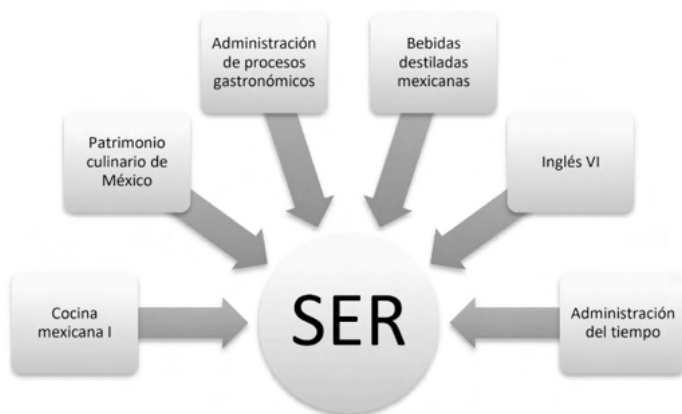 Administración
de procesos
gastronómicos
Bebidas
destiladas
mexicanas
Patrimonio
culinario de
México
Inglés VI
Cocina
mexicana I
SER
Administración
del tiempo